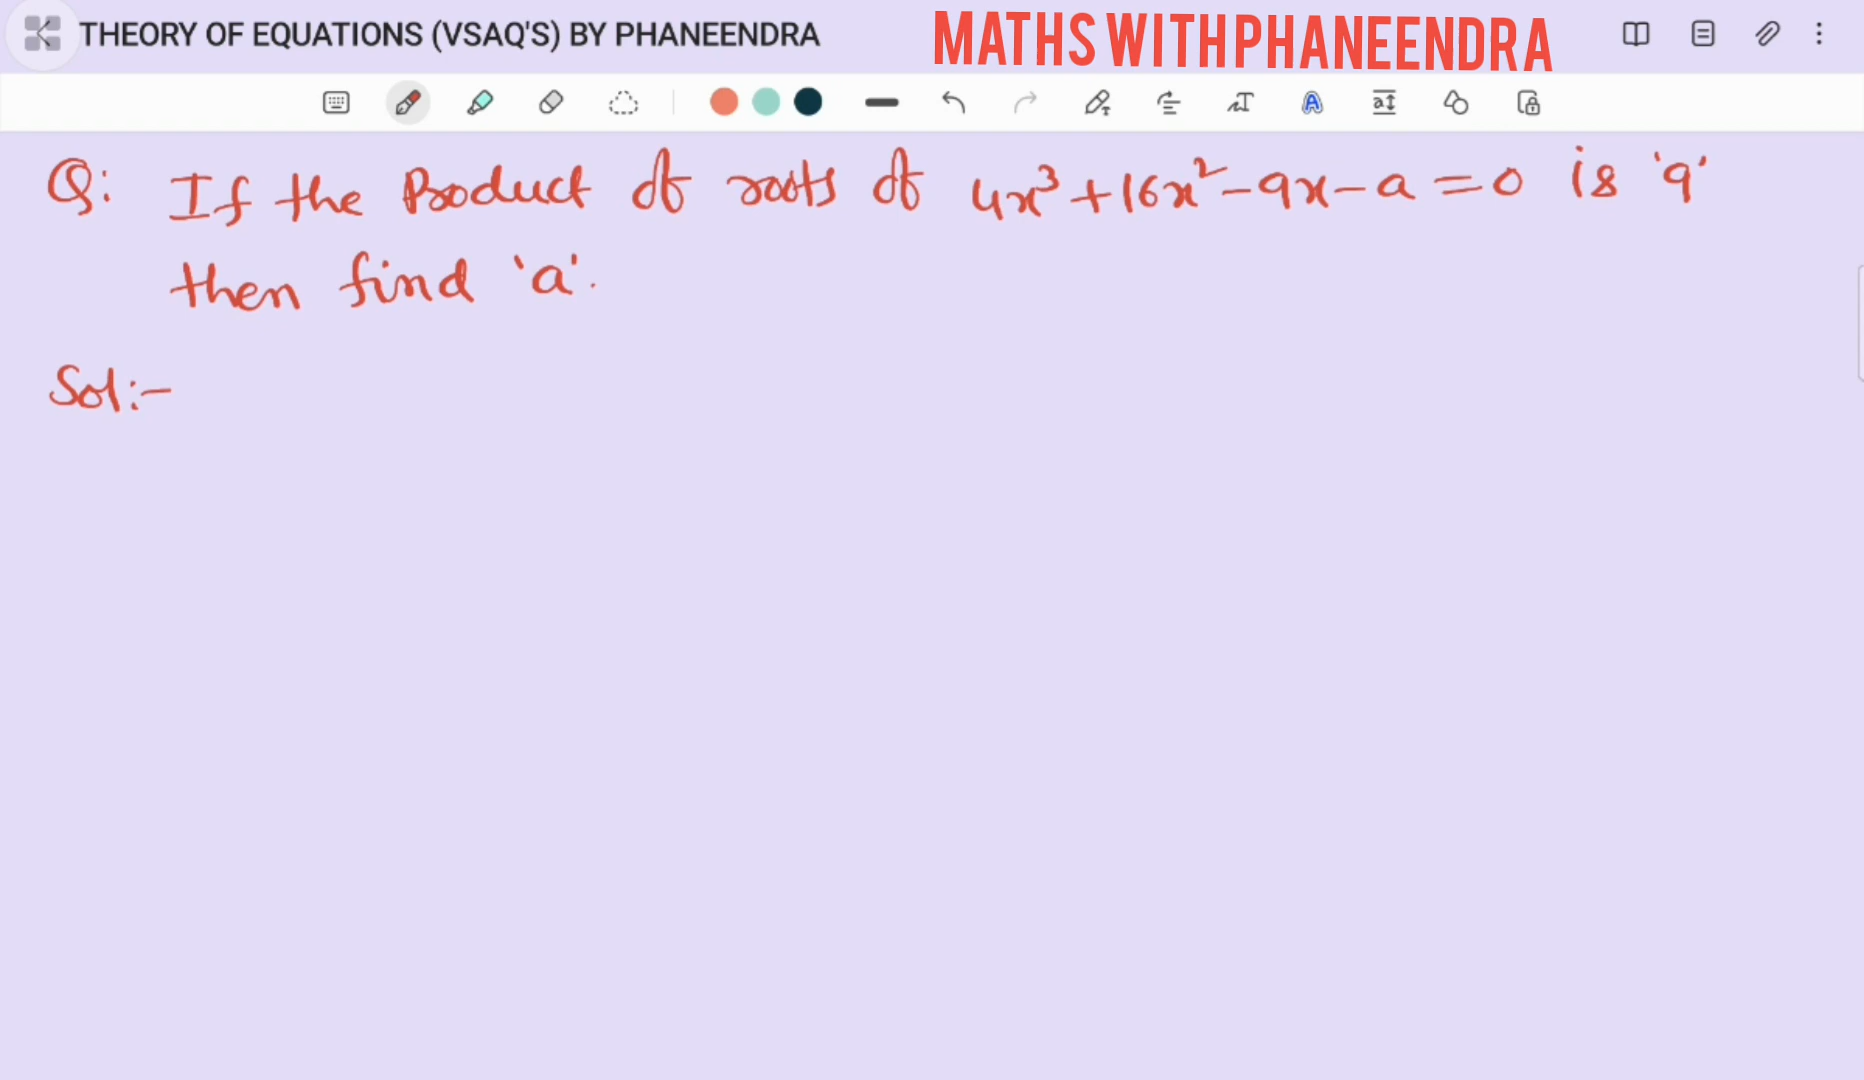 THEORY OF EQUATIONS (VSAQ'S) BY PHANEENDRA
MATHS WITH PHANEENDRA
Q: If the Product of roots of 4x³+16x²-9x-a=0 is '9'
then find 'a'.
Sol:-